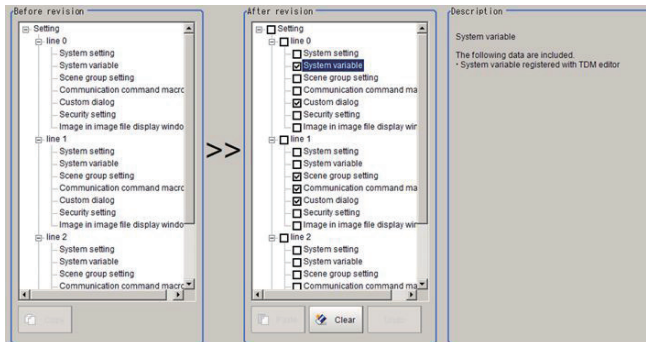 Before revision
Setting
line 0
System setting
System variable
Scene group setting
Communication command macro
Custom dialog
Security setting
Image in image file display windo
line 1
System setting
System variable
Scene group setting
Communication command macro
Custom dialog
Security setting
Image in image file display windo
line 2
System setting
System variable
Scene group setting
Communication command macro
>>
After revision
Setting
line 0
System setting
System variable
Scene group setting
Communication command ma
Custom dialog
Security setting
Image in image file display win
line 1
System setting
System variable
Scene group setting
Communication command ma
Custom dialog
Security setting
Image in image file display win
line 2
System setting
System variable
Scene group setting
Communication command ma
Clear
Description
System variable
The following data are included.
・System variable registered with TDM editor